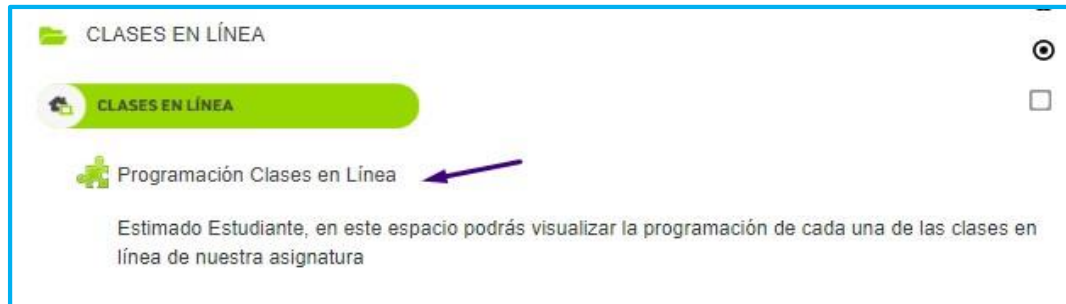 CLASES EN LÍNEA
CLASES EN LÍNEA
Programación Clases en Línea
Estimado Estudiante, en este espacio podrás visualizar la programación de cada una de las clases en
línea de nuestra asignatura